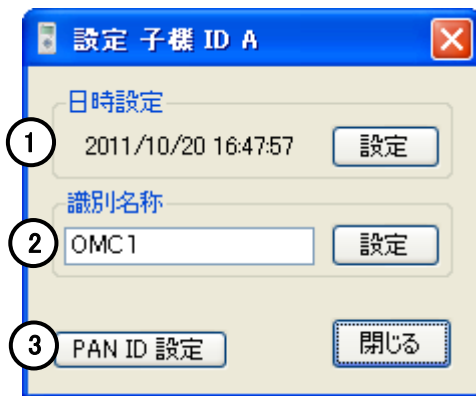 設定 子機 ID A
日時設定
① 2011/10/20 16:47:57 設定
識別名称
② OMC1 設定
③ PAN ID 設定 閉じる